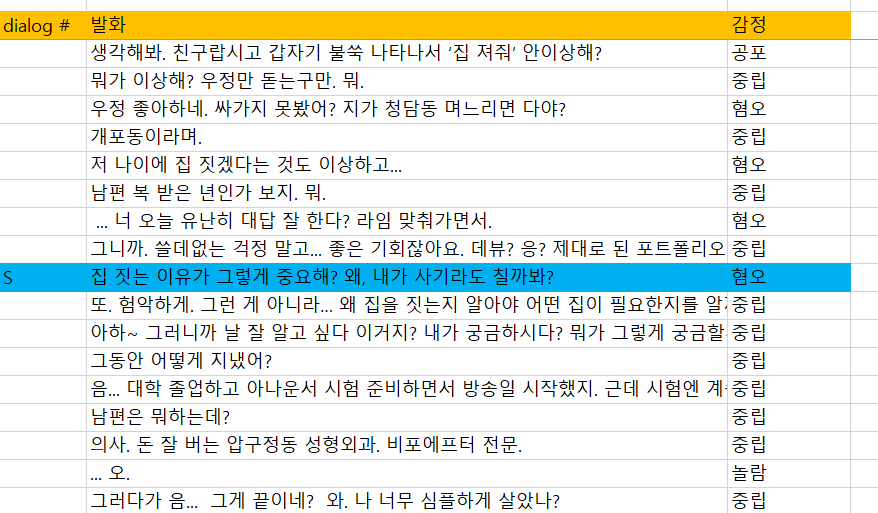 dialog # 발화 감정
생각해봐. 친구랍시고 갑자기 불쑥 나타나서 '집 져줘' 안이상해? 공포
뭐가 이상해? 우정만 돋는구만. 뭐. 중립
우정 좋아하네. 싸가지 못봤어? 지가 청담동 며느리면 다야? 혐오
개포동이라며. 중립
저 나이에 집 짓겠다는 것도 이상하고... 혐오
남편 복 받은 년인가 보지. 뭐. 중립
... 너 오늘 유난히 대답 잘 한다? 라임 맞춰가면서. 혐오
그니까. 쓸데없는 걱정 말고... 좋은 기회잖아요. 데뷰? 응? 제대로 된 포트폴리오 중립
S 집 짓는 이유가 그렇게 중요해? 왜, 내가 사기라도 칠까봐? 혐오
또. 험악하게. 그런 게 아니라... 왜 집을 짓는지 알아야 어떤 집이 필요한지를 알 중립
아하~ 그러니까 날 잘 알고 싶다 이거지? 내가 궁금하시다? 뭐가 그렇게 궁금할 중립
그동안 어떻게 지냈어? 중립
음... 대학 졸업하고 아나운서 시험 준비하면서 방송일 시작했지. 근데 시험엔 중립
남편은 뭐하는데? 중립
의사. 돈 잘 버는 압구정동 성형외과. 비포에프터 전문. 중립
... 오. 놀람
그러다가 음... 그게 끝이네? 와. 나 너무 심플하게 살았나? 중립